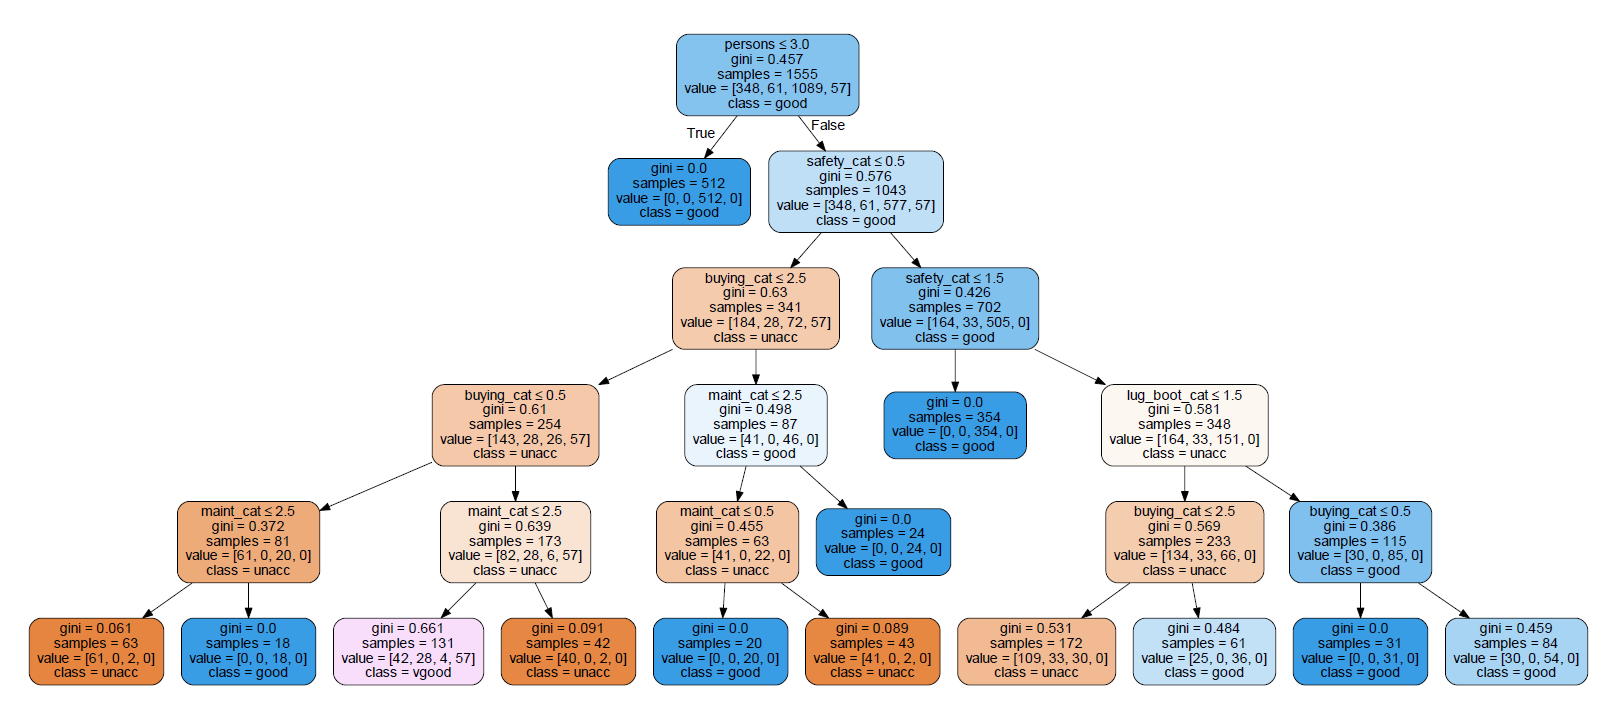 persons ≤ 3.0
gini = 0.457
samples = 1555
value = [348, 61, 1089, 57]
class = good
True
False
gini = 0.0
samples = 512
value = [0, 0, 512, 0]
class = good
safety_cat ≤ 0.5
gini = 0.576
samples = 1043
value = [348, 61, 577, 57]
class = good
buying_cat ≤ 2.5
gini = 0.63
samples = 341
value = [184, 28, 72, 57]
class = unacc
safety_cat ≤ 1.5
gini = 0.426
samples = 702
value = [164, 33, 505, 0]
class = good
buying_cat ≤ 0.5
gini = 0.61
samples = 254
value = [143, 28, 26, 57]
class = unacc
maint_cat ≤ 2.5
gini = 0.498
samples = 87
value = [41, 0, 46, 0]
class = good
gini = 0.0
samples = 354
value = [0, 0, 354, 0]
class = good
lug_boot_cat ≤ 1.5
gini = 0.581
samples = 348
value = [164, 33, 151, 0]
class = unacc
maint_cat ≤ 2.5
gini = 0.372
samples = 81
value = [61, 0, 20, 0]
class = unacc
maint_cat ≤ 2.5
gini = 0.639
samples = 173
value = [82, 28, 6, 57]
class = unacc
maint_cat ≤ 0.5
gini = 0.455
samples = 63
value = [41, 0, 22, 0]
class = unacc
gini = 0.0
samples = 24
value = [0, 0, 24, 0]
class = good
buying_cat ≤ 2.5
gini = 0.569
samples = 233
value = [134, 33, 66, 0]
class = unacc
buying_cat ≤ 0.5
gini = 0.386
samples = 115
value = [30, 0, 85, 0]
class = good
gini = 0.061
samples = 63
value = [61, 0, 2, 0]
class = unacc
gini = 0.0
samples = 18
value = [0, 0, 18, 0]
class = good
gini = 0.661
samples = 131
value = [42, 28, 4, 57]
class = vgood
gini = 0.091
samples = 42
value = [40, 0, 2, 0]
class = unacc
gini = 0.0
samples = 20
value = [0, 0, 20, 0]
class = good
gini = 0.089
samples = 43
value = [41, 0, 2, 0]
class = unacc
gini = 0.531
samples = 172
value = [109, 33, 30, 0]
class = unacc
gini = 0.484
samples = 61
value = [25, 0, 36, 0]
class = good
gini = 0.0
samples = 31
value = [0, 0, 31, 0]
class = good
gini = 0.459
samples = 84
value = [30, 0, 54, 0]
class = good